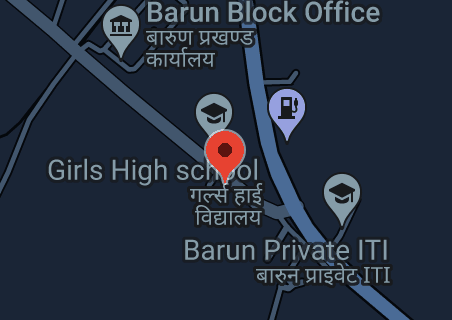 Barun Block Office
बारुण प्रखण्ड
कार्यालय
Girls High school
गर्ल्स हाई
विद्यालय
Barun Private ITI
बारुन प्राइवेट ITI